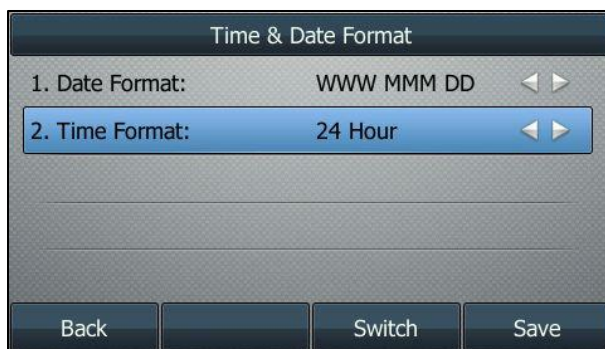 Time & Date Format
1. Date Format: WWW MMM DD
2. Time Format: 24 Hour
Back Switch Save